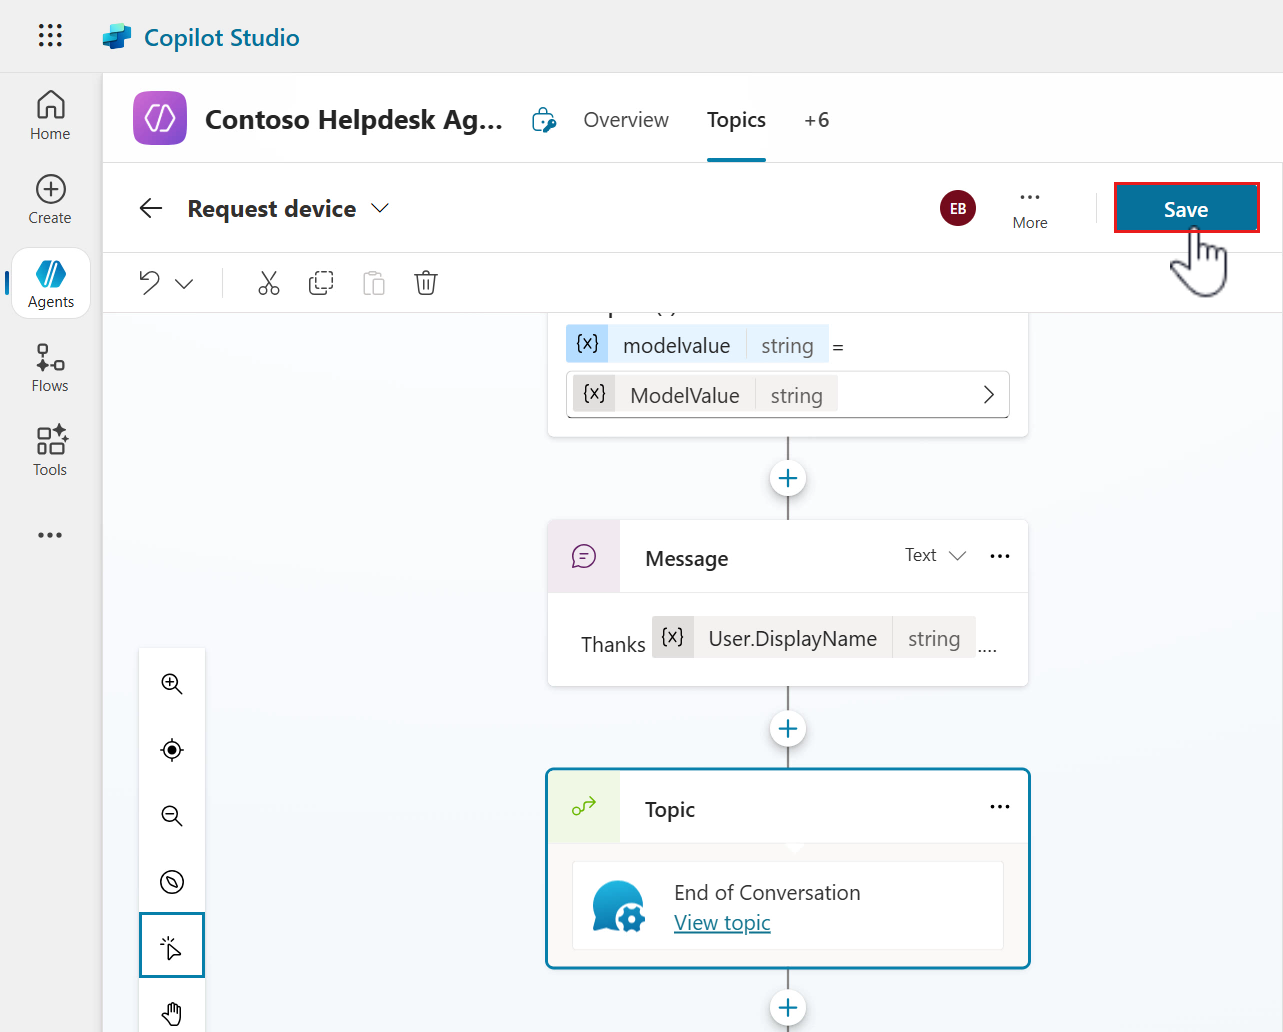 Copilot Studio
Home
Create
Agents
Flows
Tools
Contoso Helpdesk Ag...
Overview
Topics
+6
Request device
EB
More
Save
{x} modelvalue string =
{x} ModelValue string
Message
Text
Thanks {x} User.DisplayName string ....
Topic
End of Conversation
View topic